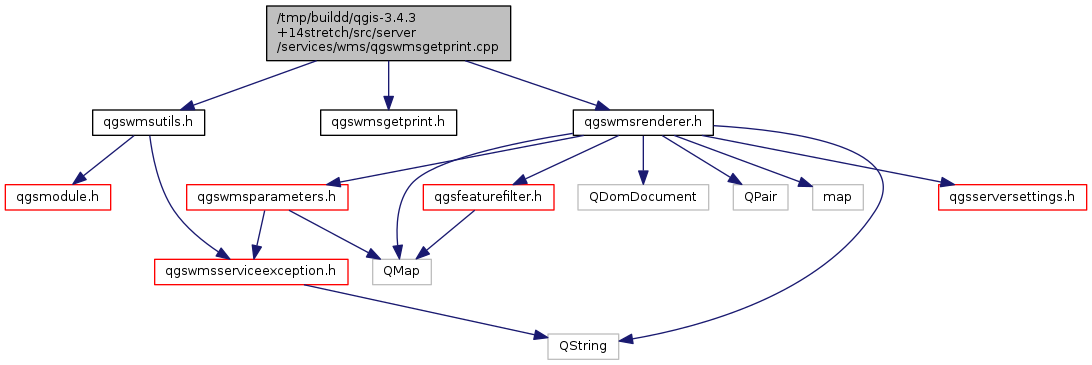 /tmp/buildd/qgis-3.4.3
+14stretch/src/server
/services/wms/qgswmsgetprint.cpp
qgswmsutils.h
qgswmsgetprint.h
qgswmsrenderer.h
qgsmodule.h
qgswmsparameters.h
qgsfeaturefilter.h
QDomDocument
QPair
map
qgsserversettings.h
qgswmsserviceexception.h
QMap
QString